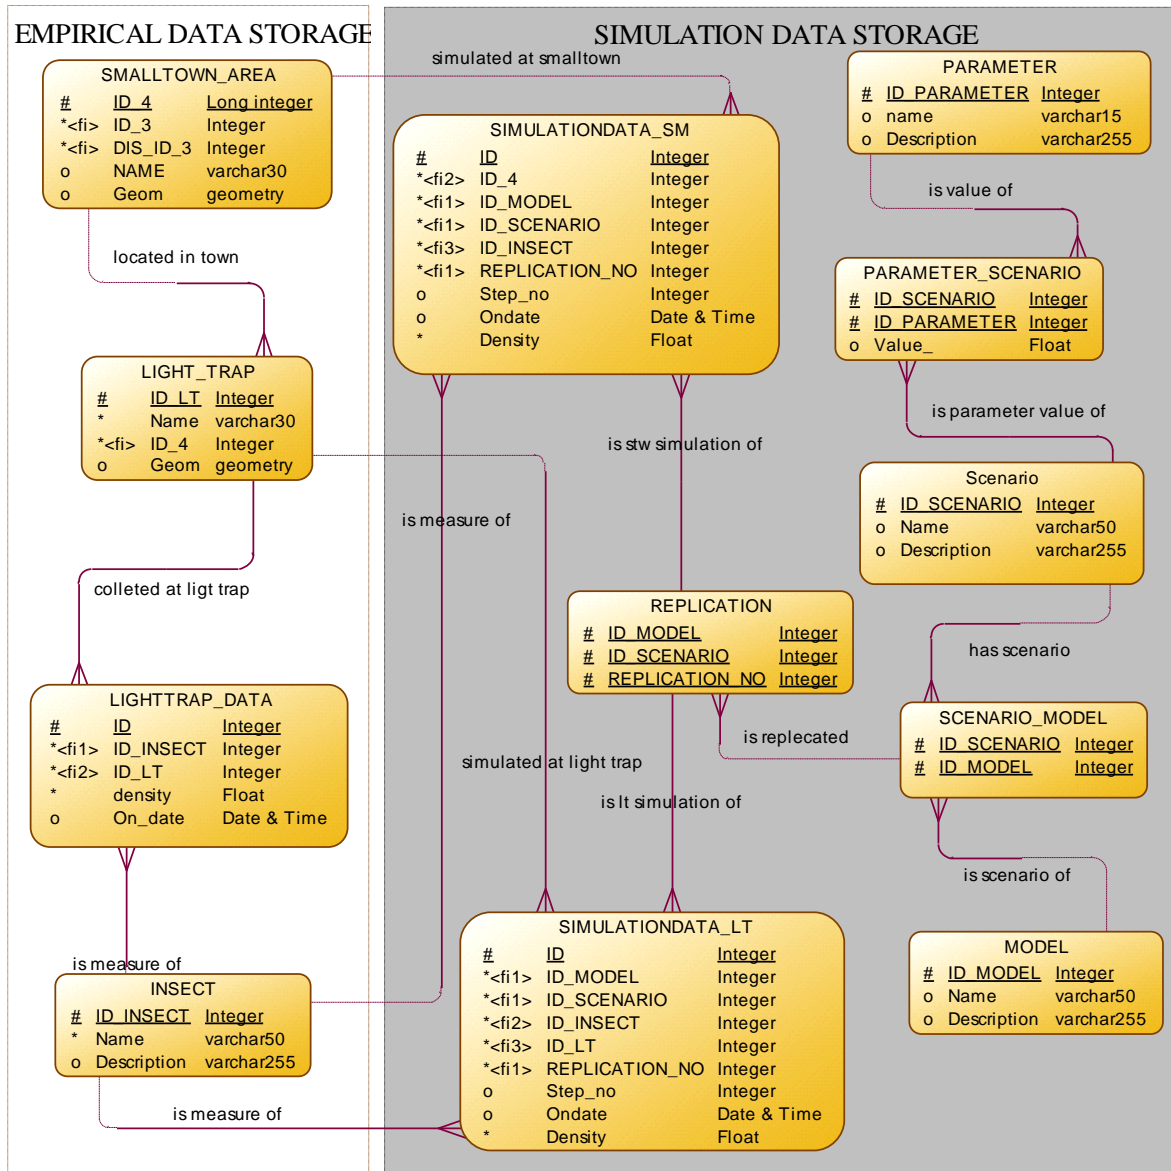 EMPIRICAL DATA STORAGE
SMALLTOWN_AREA
# ID_4 Long integer
*<fi> ID_3 Integer
*<fi> DIS_ID_3 Integer
o NAME varchar30
o Geom geometry
located in town
LIGHT_TRAP
# ID_LT Integer
* Name varchar30
*<fi> ID_4 Integer
o Geom geometry
colleted at ligt trap
LIGHTTRAP_DATA
# ID Integer
*<fi1> ID_INSECT Integer
*<fi2> ID_LT Integer
* density Float
o On_date Date & Time
is measure of
INSECT
# ID_INSECT Integer
* Name varchar50
o Description varchar255
is measure of
SIMULATION DATA STORAGE
simulated at smalltown
SIMULATIONDATA_SM
# ID Integer
*<fi2> ID_4 Integer
*<fi1> ID_MODEL Integer
*<fi1> ID_SCENARIO Integer
*<fi3> ID_INSECT Integer
*<fi1> REPLICATION_NO Integer
o Step_no Integer
o Ondate Date & Time
* Density Float
is stw simulation of
is measure of
REPLICATION
# ID_MODEL Integer
# ID_SCENARIO Integer
# REPLICATION_NO Integer
is replecated
simulated at light trap
is lt simulation of
SIMULATIONDATA_LT
# ID Integer
*<fi1> ID_MODEL Integer
*<fi1> ID_SCENARIO Integer
*<fi2> ID_INSECT Integer
*<fi3> ID_LT Integer
*<fi1> REPLICATION_NO Integer
o Step_no Integer
o Ondate Date & Time
* Density Float
PARAMETER
# ID_PARAMETER Integer
o name varchar15
o Description varchar255
is value of
PARAMETER_SCENARIO
# ID_SCENARIO Integer
# ID_PARAMETER Integer
o Value_ Float
is parameter value of
Scenario
# ID_SCENARIO Integer
o Name varchar50
o Description varchar255
has scenario
SCENARIO_MODEL
# ID_SCENARIO Integer
# ID_MODEL Integer
is scenario of
MODEL
# ID_MODEL Integer
o Name varchar50
o Description varchar255